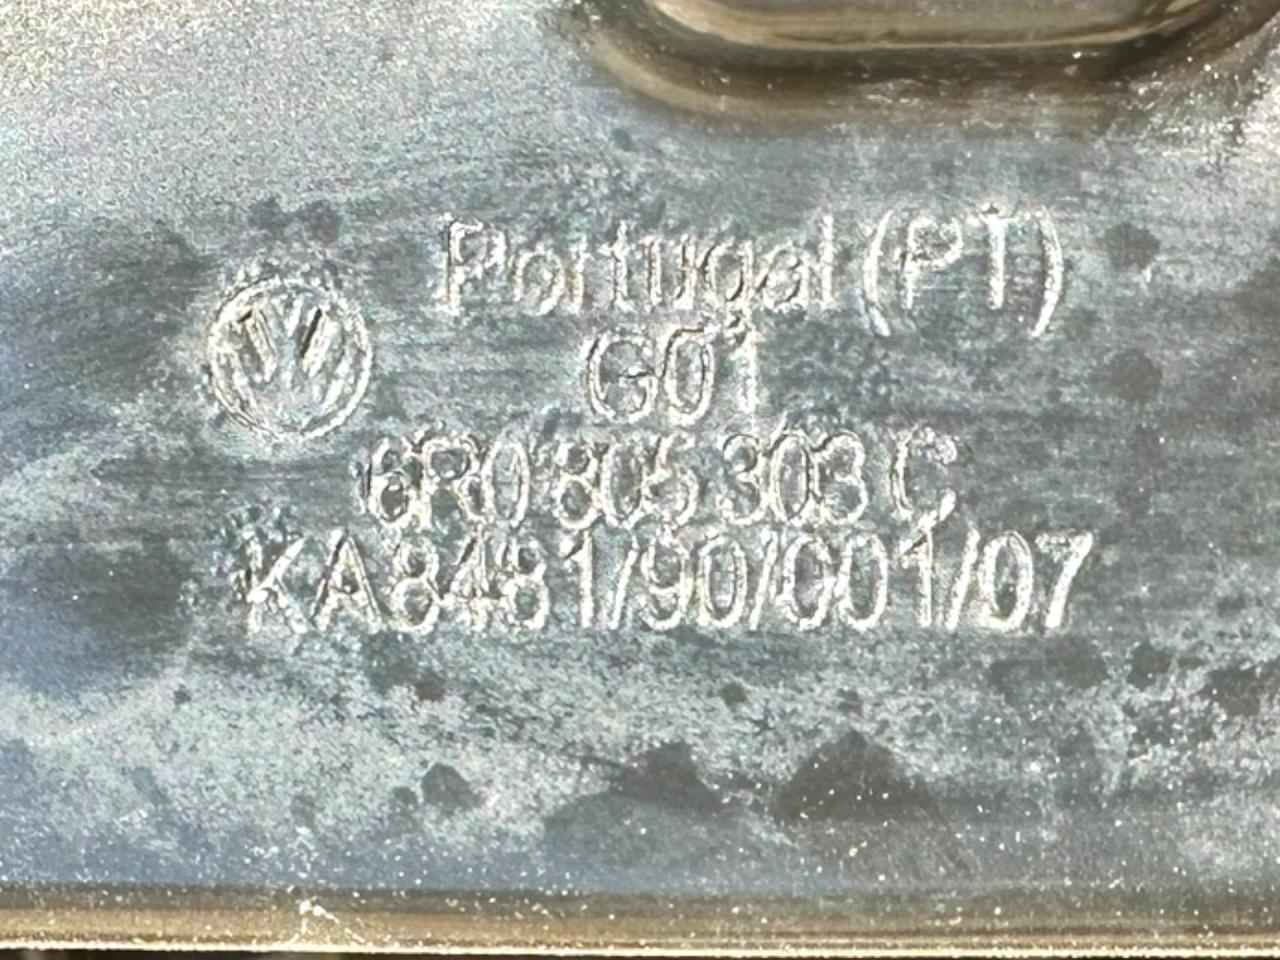 Portugal (PT)
G01
6R0 805 303 C
KA8481/90/001/07